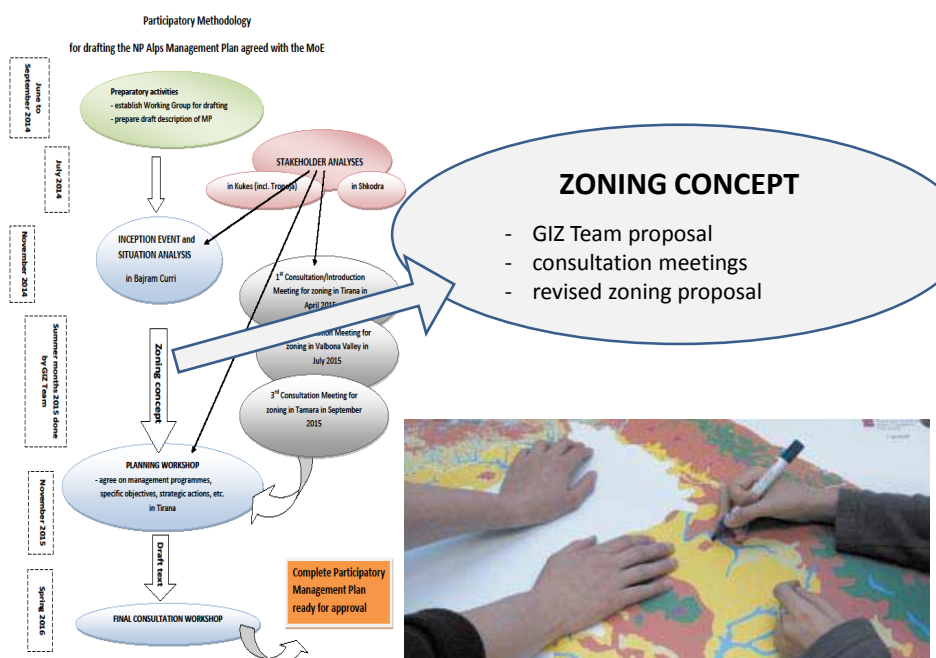 Participatory Methodology
for drafting the NP Alps Management Plan agreed with the MoE
June to
September 2014
Preparatory activities
- establish Working Group for drafting
- prepare draft description of MP
July 2014
STAKEHOLDER ANALYSES
in Kukes (incl. Tropoja)
in Shkodra
ZONING CONCEPT
- GIZ Team proposal
- consultation meetings
- revised zoning proposal
November 2014
INCEPTION EVENT and
SITUATION ANALYSIS
in Bajram Curri
1st Consultation/Introduction
Meeting for zoning in Tirana in
April 2015
Meeting for
zoning in Valbona Valley in
July 2015
Summer months 2015 done
by GIZ Team
Zoning concept
3rd Consultation Meeting for
zoning in Tamara in September
2015
November 2015
PLANNING WORKSHOP
- agree on management programmes,
specific objectives, strategic actions, etc.
in Tirana
Draft text
Spring 2016
FINAL CONSULTATION WORKSHOP
Complete Participatory
Management Plan
ready for approval